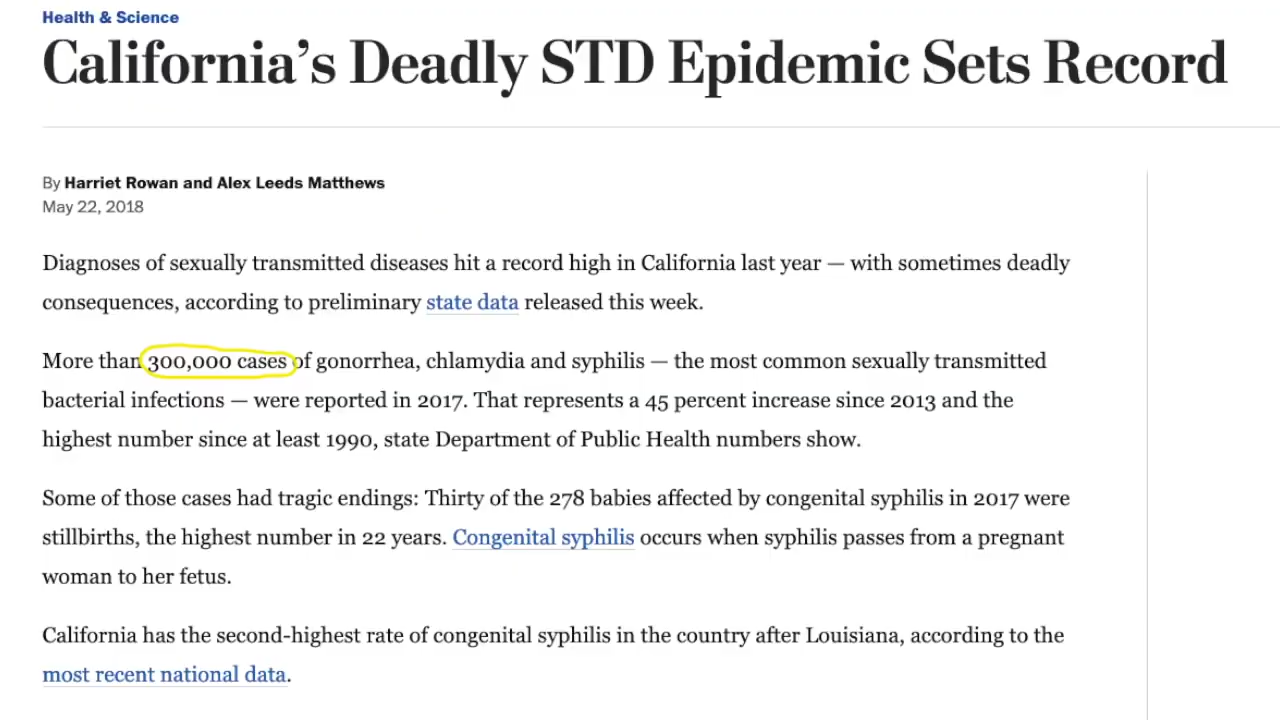 Health & Science
California’s Deadly STD Epidemic Sets Record
By Harriet Rowan and Alex Leeds Matthews
May 22, 2018
Diagnoses of sexually transmitted diseases hit a record high in California last year — with sometimes deadly
consequences, according to preliminary state data released this week.
More than 300,000 cases of gonorrhea, chlamydia and syphilis — the most common sexually transmitted
bacterial infections — were reported in 2017. That represents a 45 percent increase since 2013 and the
highest number since at least 1990, state Department of Public Health numbers show.
Some of those cases had tragic endings: Thirty of the 278 babies affected by congenital syphilis in 2017 were
stillbirths, the highest number in 22 years. Congenital syphilis occurs when syphilis passes from a pregnant
woman to her fetus.
California has the second-highest rate of congenital syphilis in the country after Louisiana, according to the
most recent national data.